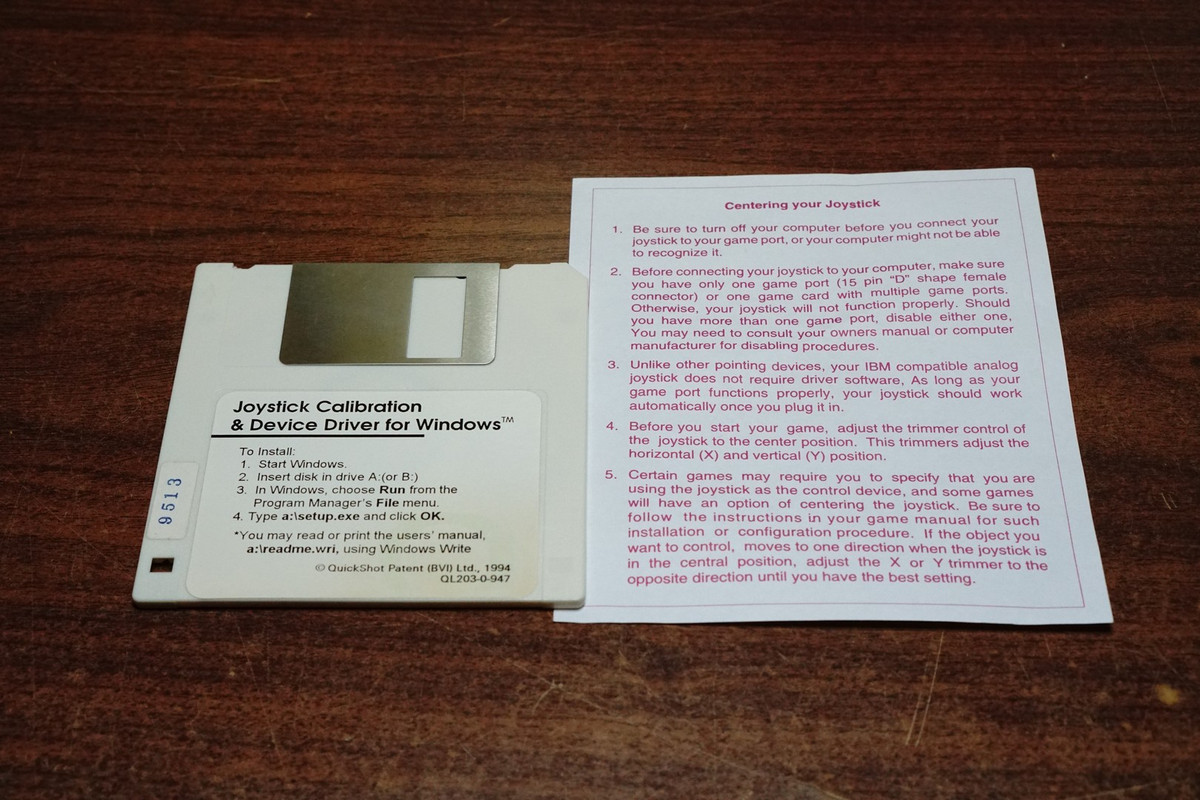 Joystick Calibration
& Device Driver for Windows™
To Install:
1. Start Windows.
2. Insert disk in drive A:(or B:)
3. In Windows, choose Run from the
Program Manager's File menu.
4. Type a:\setup.exe and click OK.
*You may read or print the users' manual,
a:\readme.wri, using Windows Write
© QuickShot Patent (BVI) Ltd., 1994
QL203-0-947
9513
Centering your Joystick
1. Be sure to turn off your computer before you connect your
joystick to your game port, or your computer might not be able
to recognize it.
2. Before connecting your joystick to your computer, make sure
you have only one game port (15 pin "D" shape female
connector) or one game card with multiple game ports.
Otherwise, your joystick will not function properly. Should
you have more than one game port, disable either one,
You may need to consult your owners manual or computer
manufacturer for disabling procedures.
3. Unlike other pointing devices, your IBM compatible analog
joystick does not require driver software, As long as your
game port functions properly, your joystick should work
automatically once you plug it in.
4. Before you start your game, adjust the trimmer control of
the joystick to the center position. This trimmers adjust the
horizontal (X) and vertical (Y) position.
5. Certain games may require you to specify that you are
using the joystick as the control device, and some games
will have an option of centering the joystick. Be sure to
follow the instructions in your game manual for such
installation or configuration procedure. If the object you
want to control, moves to one direction when the joystick is
in the central position, adjust the X or Y trimmer to the
opposite direction until you have the best setting.